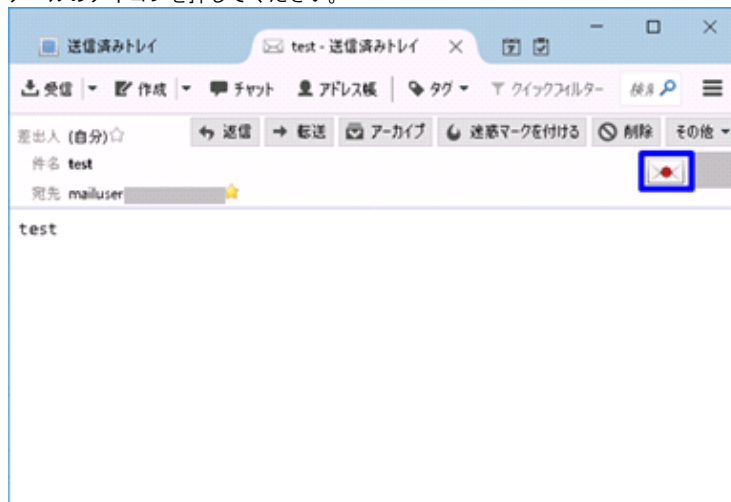 送信済みトレイ
test - 送信済みトレイ
受信 作成 チャット アドレス帳 タグ クイックフィルター
差出人 (自分) 返信 転送 アーカイブ 迷惑マークを付ける 削除 その他
件名 test
宛先 mailuser
test